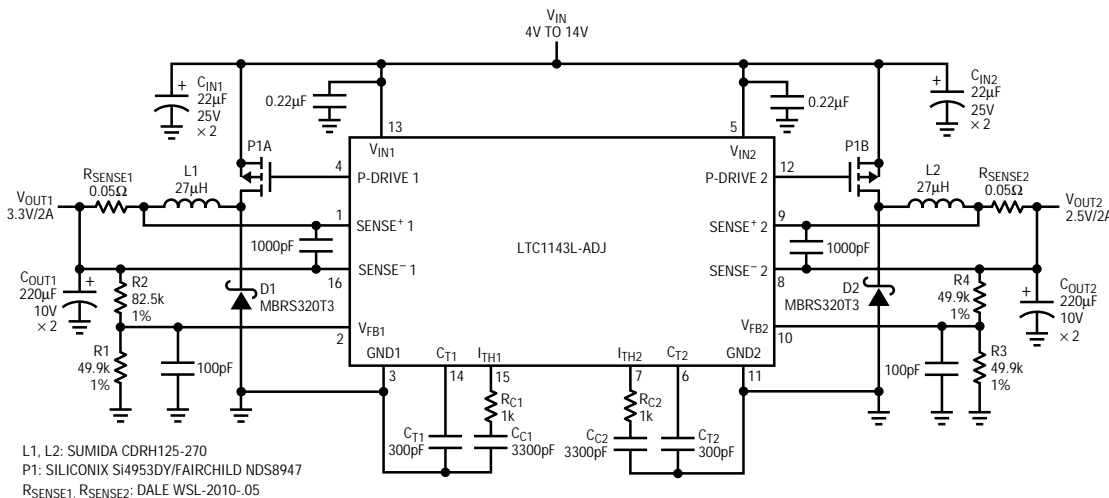 VIN
4V TO 14V
+
CIN1
22µF
25V
× 2
0.22µF
0.22µF
+
CIN2
22µF
25V
× 2
13
5
P1A
VIN1
VIN2
P1B
RSENSE1
0.05Ω
L1
27µH
4
P-DRIVE 1
P-DRIVE 2
12
L2
27µH
RSENSE2
0.05Ω
VOUT1
3.3V/2A
VOUT2
2.5V/2A
1
SENSE+ 1
SENSE+ 2
9
1000pF
LTC1143L-ADJ
1000pF
SENSE− 1
16
SENSE− 2
8
COUT1
220µF
10V
× 2
+
R2
82.5k
1%
D1
MBRS320T3
D2
MBRS320T3
R4
49.9k
1%
+
COUT2
220µF
10V
× 2
VFB1
2
VFB2
10
R1
49.9k
1%
100pF
GND1
CT1
ITH1
ITH2
CT2
GND2
100pF
R3
49.9k
1%
3
14
15
7
6
11
RC1
1k
RC2
1k
CT1
300pF
CC1
3300pF
CC2
3300pF
CT2
300pF
L1, L2: SUMIDA CDRH125-270
P1: SILICONIX Si4953DY/FAIRCHILD NDS8947
RSENSE1, RSENSE2: DALE WSL-2010-.05